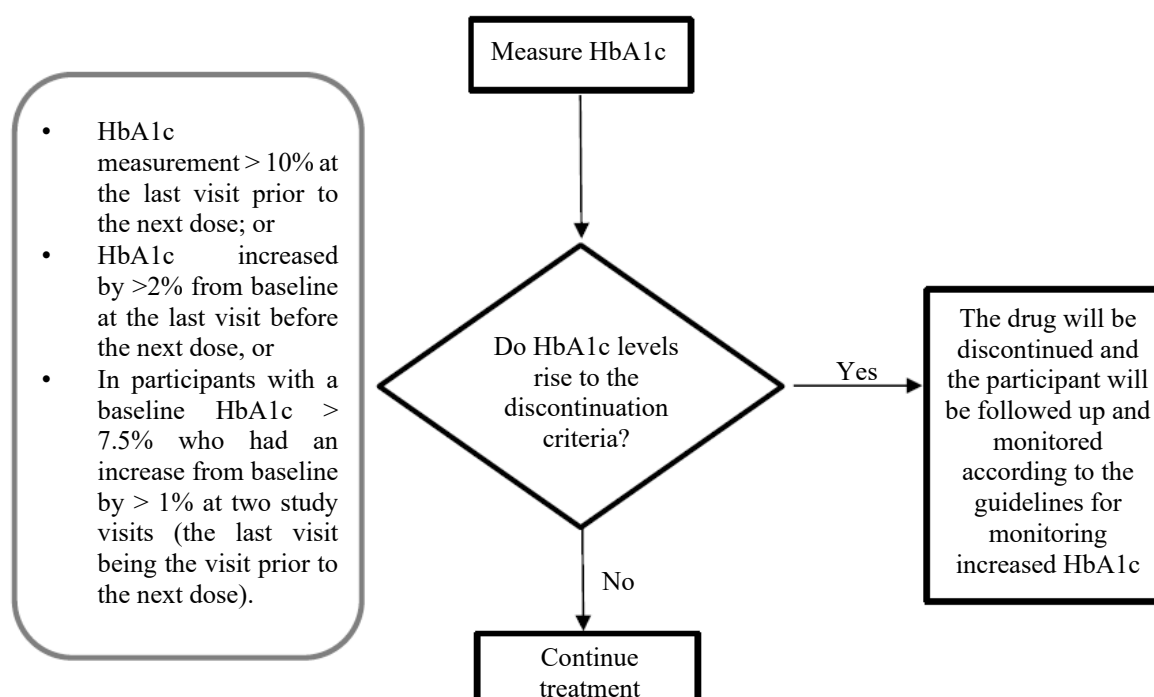 Measure HbA1c
• HbA1c
measurement > 10% at
the last visit prior to
the next dose; or
• HbA1c increased
by >2% from baseline
at the last visit before
the next dose, or
• In participants with a
baseline HbA1c >
7.5% who had an
increase from baseline
by > 1% at two study
visits (the last visit
being the visit prior to
the next dose).
Do HbA1c levels
rise to the
discontinuation
criteria?
Yes
The drug will be
discontinued and
the participant will
be followed up and
monitored
according to the
guidelines for
monitoring
increased HbA1c
No
Continue
treatment